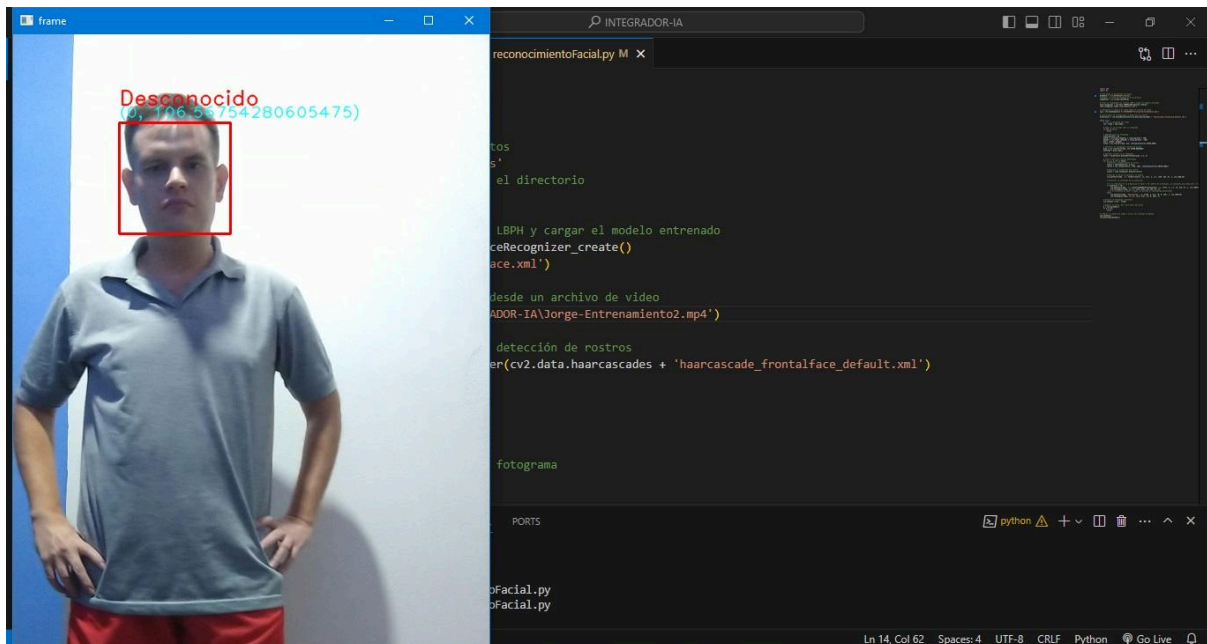 frame
INTEGRADOR-IA
reconocimientoFacial.py M
Desconocido
(0, 106.56754280605475)
tos
s'
el directorio
LBPH y cargar el modelo entrenado
ceRecognizer_create()
ace.xml')
desde un archivo de video
ADOR-IA\Jorge-Entrenamiento2.mp4')
detección de rostros
er(cv2.data.haarcascades + 'haarcascade_frontalface_default.xml')
fotograma
PORTS
python
oFacial.py
oFacial.py
Ln 14, Col 62 Spaces: 4 UTF-8 CRLF Python Go Live